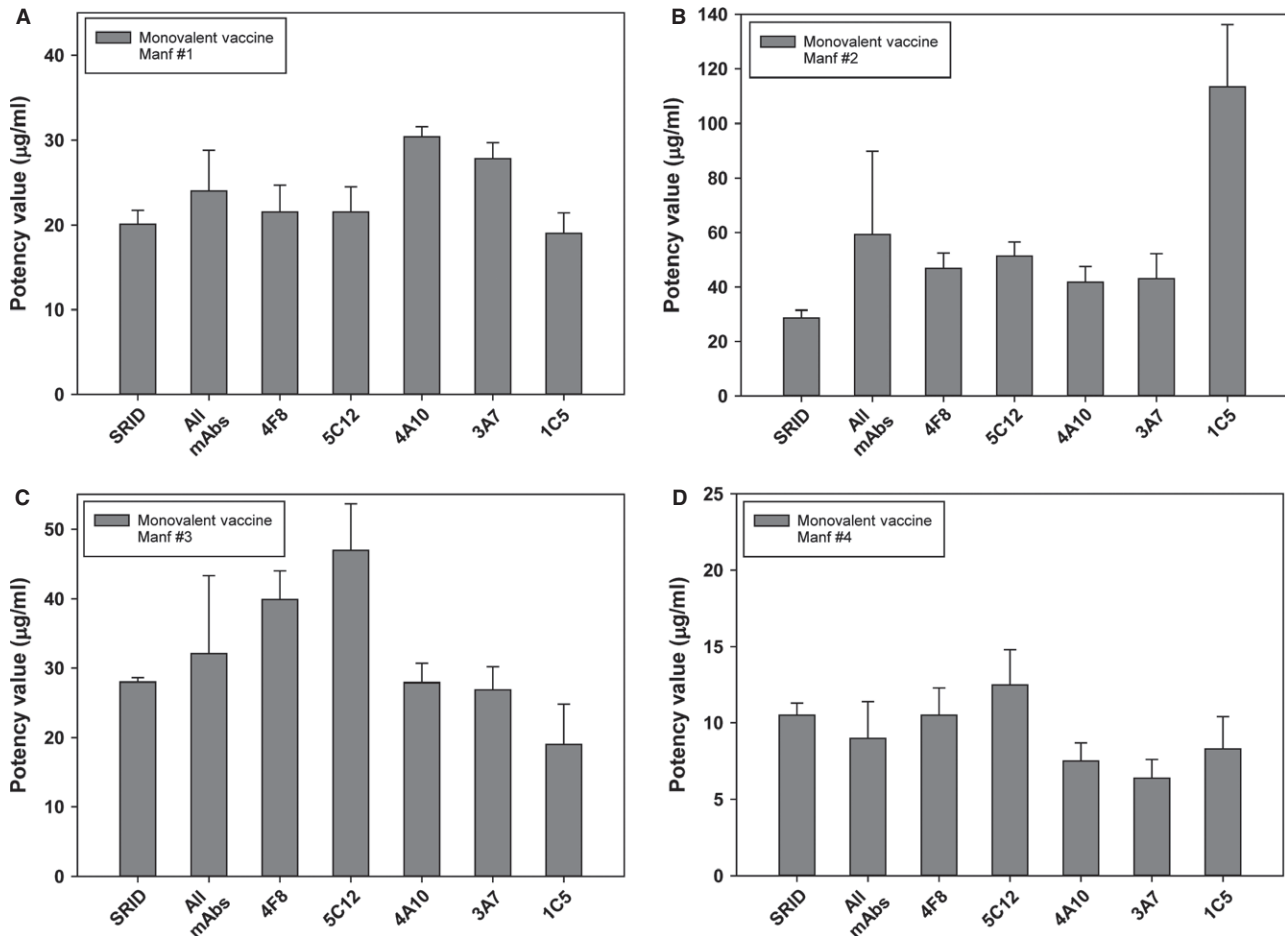 A
Monovalent vaccine
Manf #1
Potency value (µg/ml)
40
30
20
10
0
SRID
All
mAbs
4F8
5C12
4A10
3A7
1C5
B
Monovalent vaccine
Manf #2
Potency value (µg/ml)
140
120
100
80
60
40
20
0
SRID
All
mAbs
4F8
5C12
4A10
3A7
1C5
C
Monovalent vaccine
Manf #3
Potency value (µg/ml)
50
40
30
20
10
0
SRID
All
mAbs
4F8
5C12
4A10
3A7
1C5
D
Monovalent vaccine
Manf #4
Potency value (µg/ml)
25
20
15
10
5
0
SRID
All
mAbs
4F8
5C12
4A10
3A7
1C5